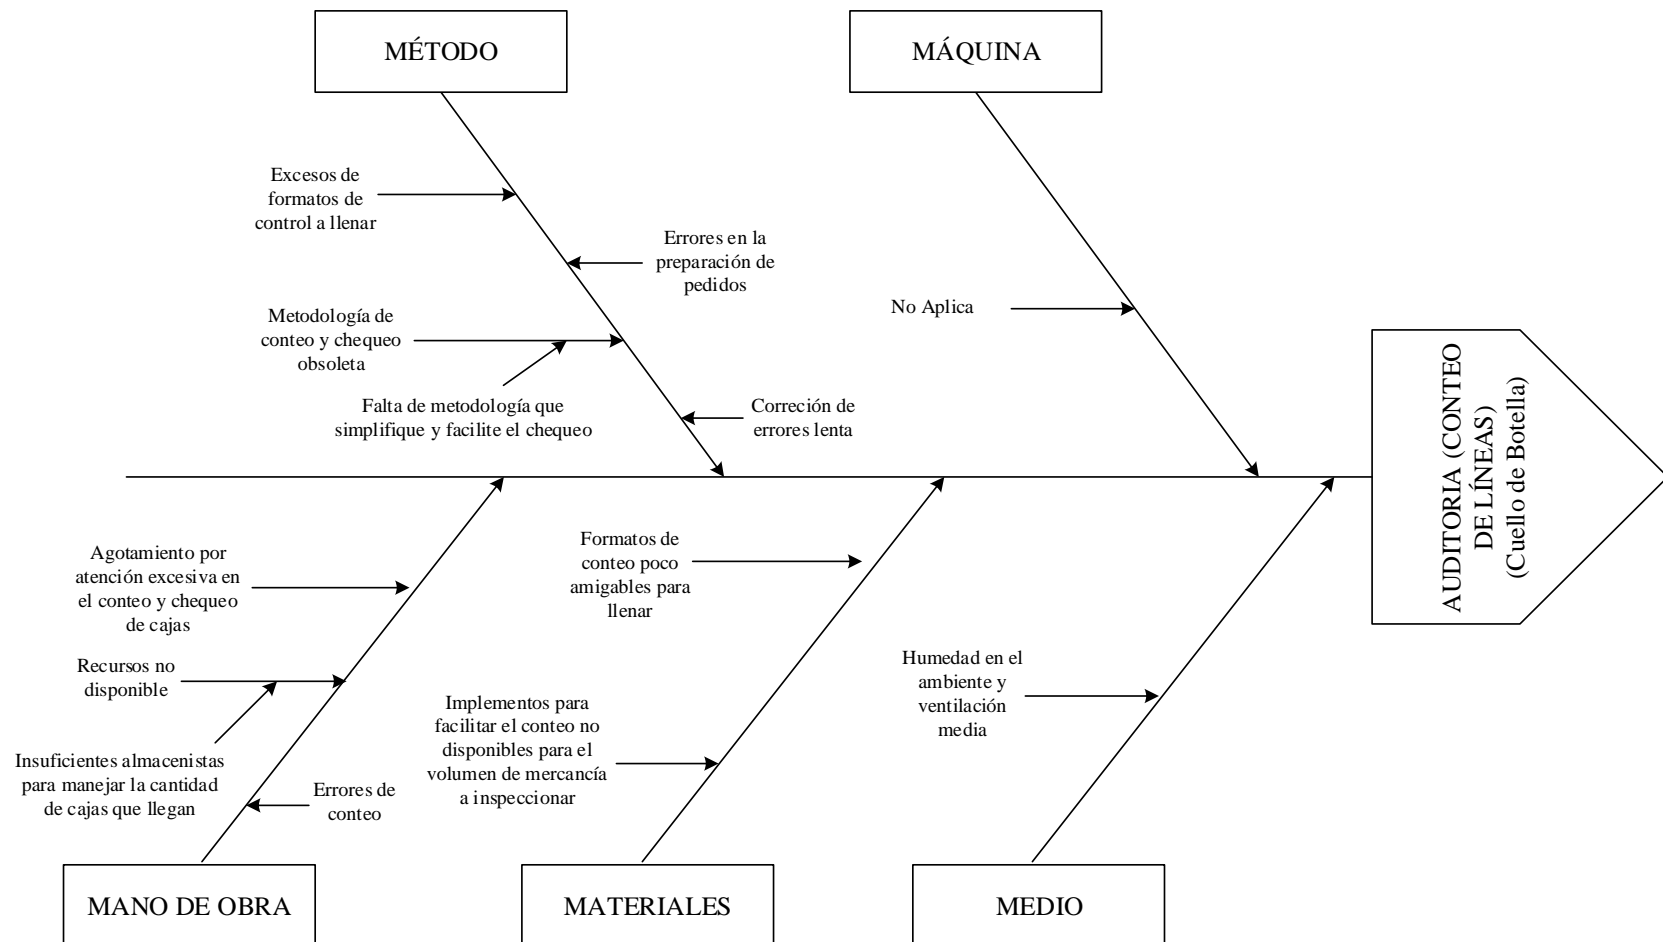 MÉTODO
MÁQUINA
Excesos de
formatos de
control a llenar
Errores en la
preparación de
pedidos
Metodología de
conteo y chequeo
obsoleta
Falta de metodología que
simplifique y facilite el chequeo
Correción de
errores lenta
No Aplica
AUDITORIA (CONTEO
DE LÍNEAS)
(Cuello de Botella)
Agotamiento por
atención excesiva en
el conteo y chequeo
de cajas
Recursos no
disponible
Insuficientes almacenistas
para manejar la cantidad
de cajas que llegan
Errores de
conteo
Formatos de
conteo poco
amigables para
llenar
Implementos para
facilitar el conteo no
disponibles para el
volumen de mercancía
a inspeccionar
Humedad en el
ambiente y
ventilación
media
MANO DE OBRA
MATERIALES
MEDIO